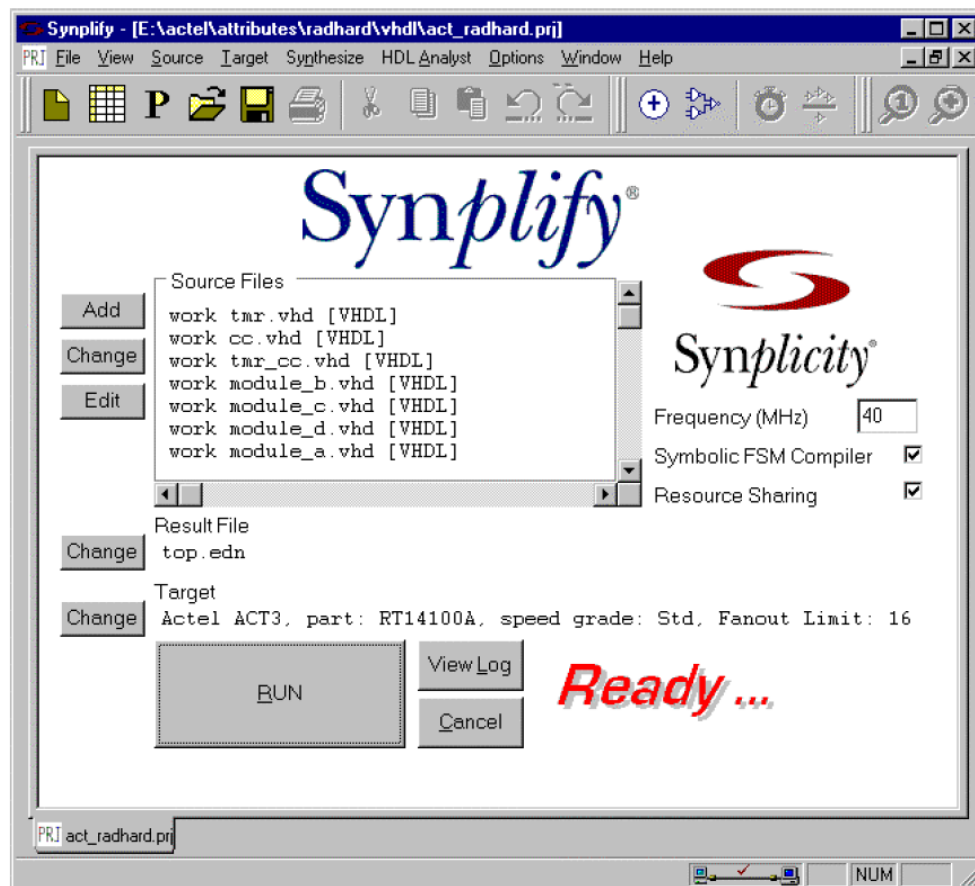 Synplify - [E:\actel\attributes\radhard\vhdl\act_radhard.prj]
PRJ File View Source Target Synthesize HDL Analyst Options Window Help
P 1
Synplify®
Source Files
work tmr.vhd [VHDL]
work cc.vhd [VHDL]
work tmr_cc.vhd [VHDL]
work module_b.vhd [VHDL]
work module_c.vhd [VHDL]
work module_d.vhd [VHDL]
work module_a.vhd [VHDL]
Add
Change
Edit
Synplicity®
Frequency (MHz) 40
Symbolic FSM Compiler
Resource Sharing
Result File
Change top.edn
Target
Change Actel ACT3, part: RT14100A, speed grade: Std, Fanout Limit: 16
RUN
View Log
Cancel
Ready ...
PRJ act_radhard.prj
NUM